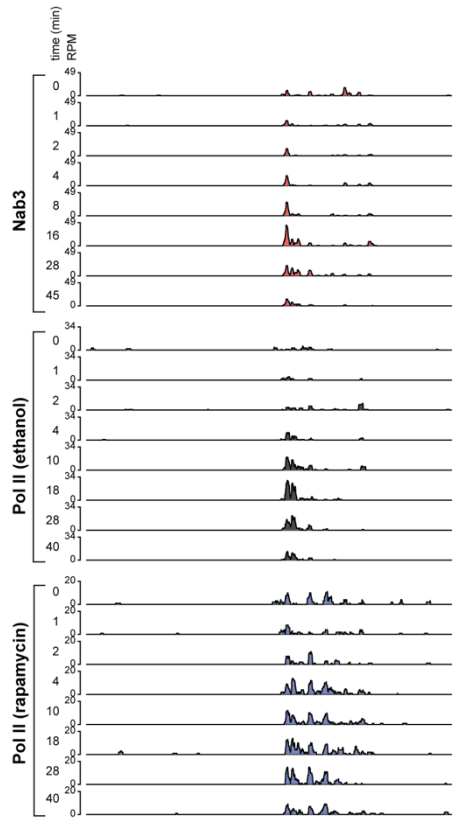 time (min)
RPM
Nab3
0 49 0
1 49 0
2 49 0
4 49 0
8 49 0
16 49 0
28 49 0
45 49 0
Pol II (ethanol)
0 34 0
1 34 0
2 34 0
4 34 0
10 34 0
18 34 0
28 34 0
40 34 0
Pol II (rapamycin)
0 20 0
1 20 0
2 20 0
4 20 0
10 20 0
18 20 0
28 20 0
40 20 0